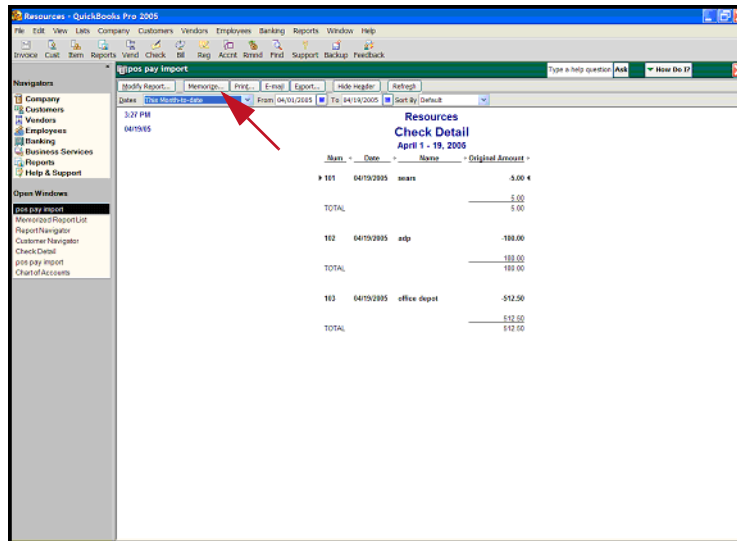 Resources - QuickBooks Pro 2005
File Edit View Lists Company Customers Vendors Employees Banking Reports Window Help
Invoice Cust Item Reports Vend Check Bill Reg Accnt Rmnd Find Support Backup Feedback
pos pay import Type a help question Ask How Do I?
Navigators
Company
Customers
Vendors
Employees
Banking
Business Services
Reports
Help & Support
Open Windows
pos pay import
Memorized Report List
Report Navigator
Customer Navigator
Check Detail
pos pay import
Chart of Accounts
Modify Report... Memorize... Print... E-mail Export... Hide Header Refresh
Dates This Month-to-date From 04/01/2005 To 04/19/2005 Sort By Default
3:27 PM
04/19/05
Resources
Check Detail
April 1 - 19, 2005
Num Date Name Original Amount
101 04/19/2005 sears -5.00
5.00
TOTAL 5.00
102 04/19/2005 adp -100.00
100.00
TOTAL 100.00
103 04/19/2005 office depot -512.50
512.50
TOTAL 512.50